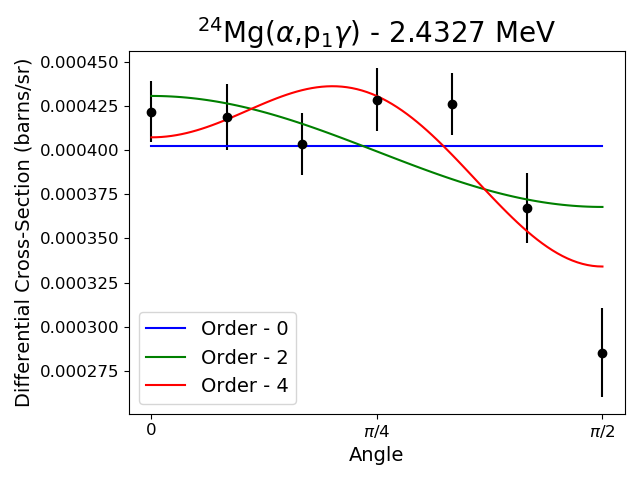 ²⁴Mg(α,p₁γ) - 2.4327 MeV
Differential Cross-Section (barns/sr)
0.000450
0.000425
0.000400
0.000375
0.000350
0.000325
0.000300
0.000275
Order - 0
Order - 2
Order - 4
0 π/4 π/2
Angle